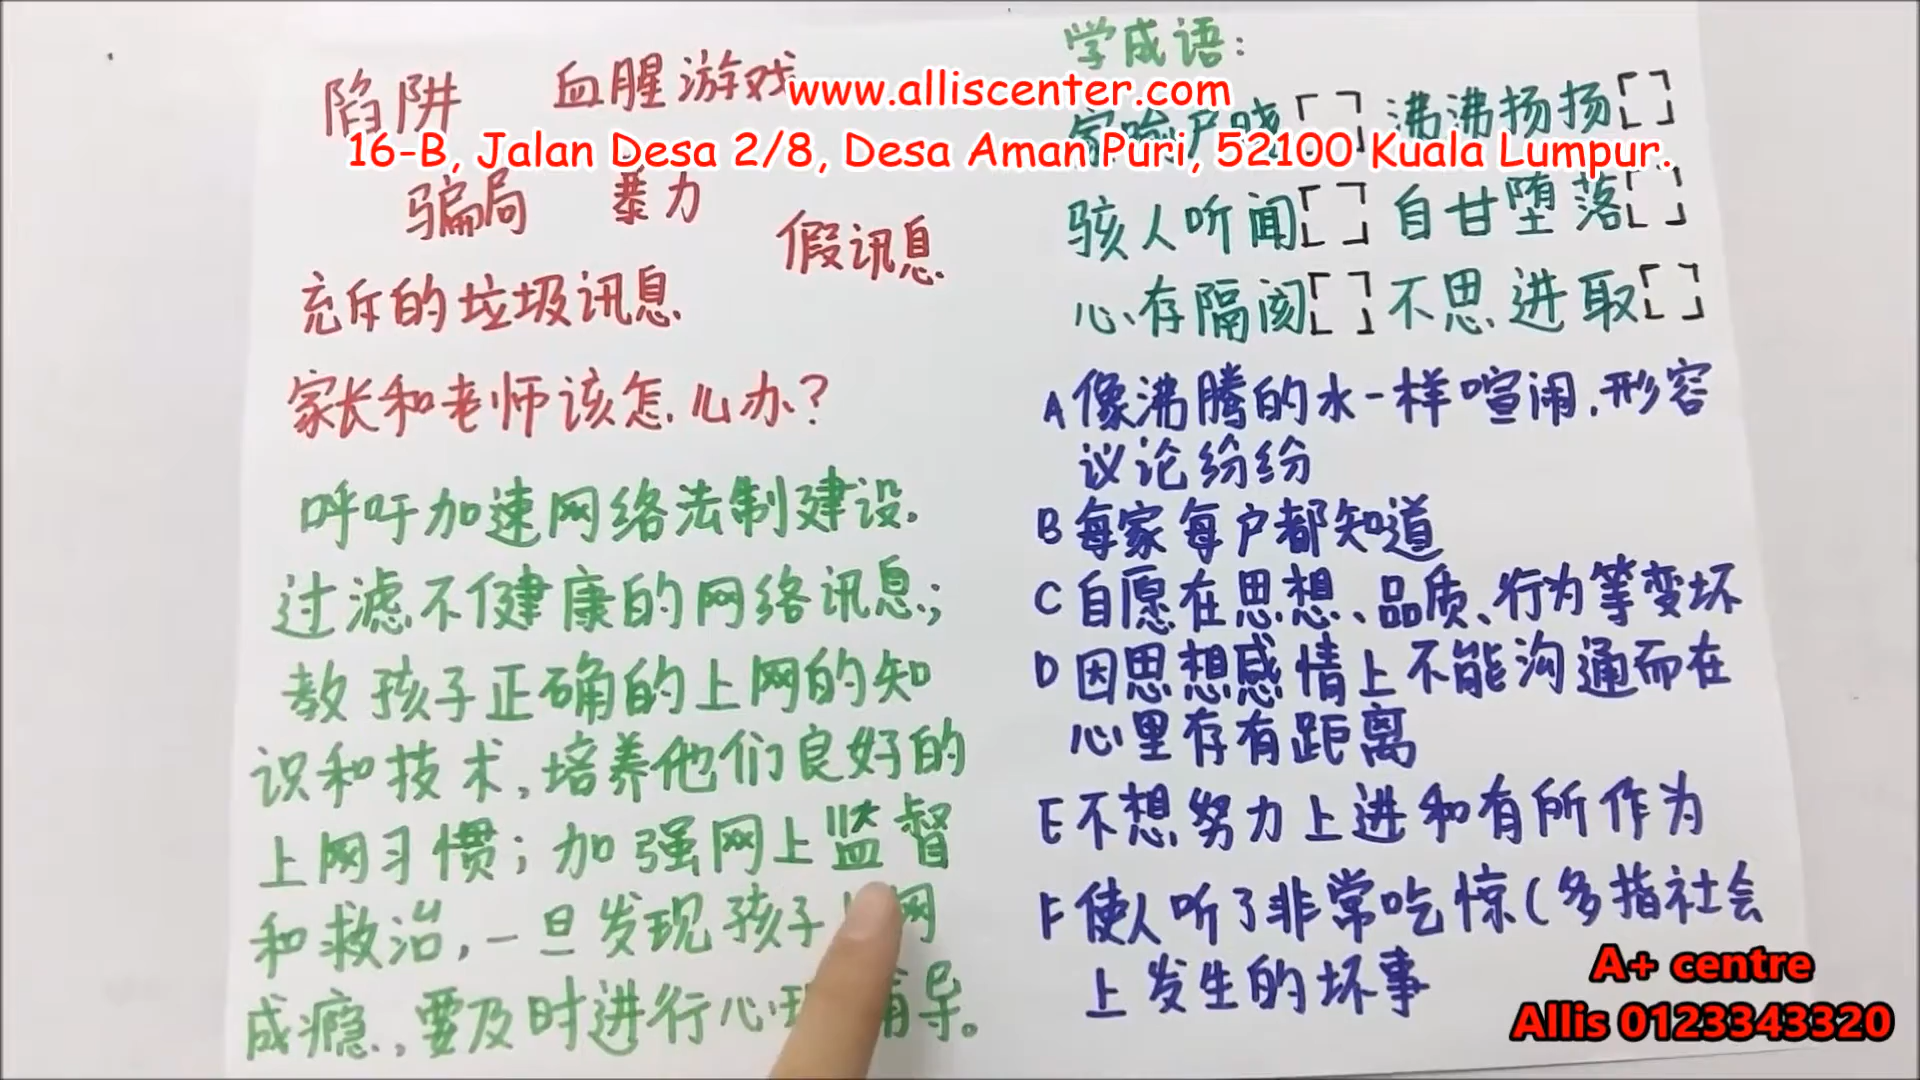 陷阱 血腥游戏
骗局 暴力
假讯息
充斥的垃圾讯息
家长和老师该怎么办?
呼吁加速网络法制建设.
过滤不健康的网络讯息;
教孩子正确的上网的知
识和技术,培养他们良好的
上网习惯;加强网上监督
和救治,一旦发现孩子上网
成瘾,要及时进行心理辅导。
学成语:
家喻户晓[ ] 沸沸扬扬[ ]
骇人听闻[ ] 自甘堕落[ ]
心存隔阂[ ] 不思进取[ ]
A 像沸腾的水一样喧闹.形容
议论纷纷
B 每家每户都知道
C 自愿在思想、品质、行为等变坏
D 因思想感情上不能沟通而在
心里存有距离
E 不想努力上进和有所作为
F 使人听了非常吃惊(多指社会
上发生的坏事
www.alliscenter.com
16-B, Jalan Desa 2/8, Desa Aman Puri, 52100 Kuala Lumpur.
A+ centre
Allis 0123343320